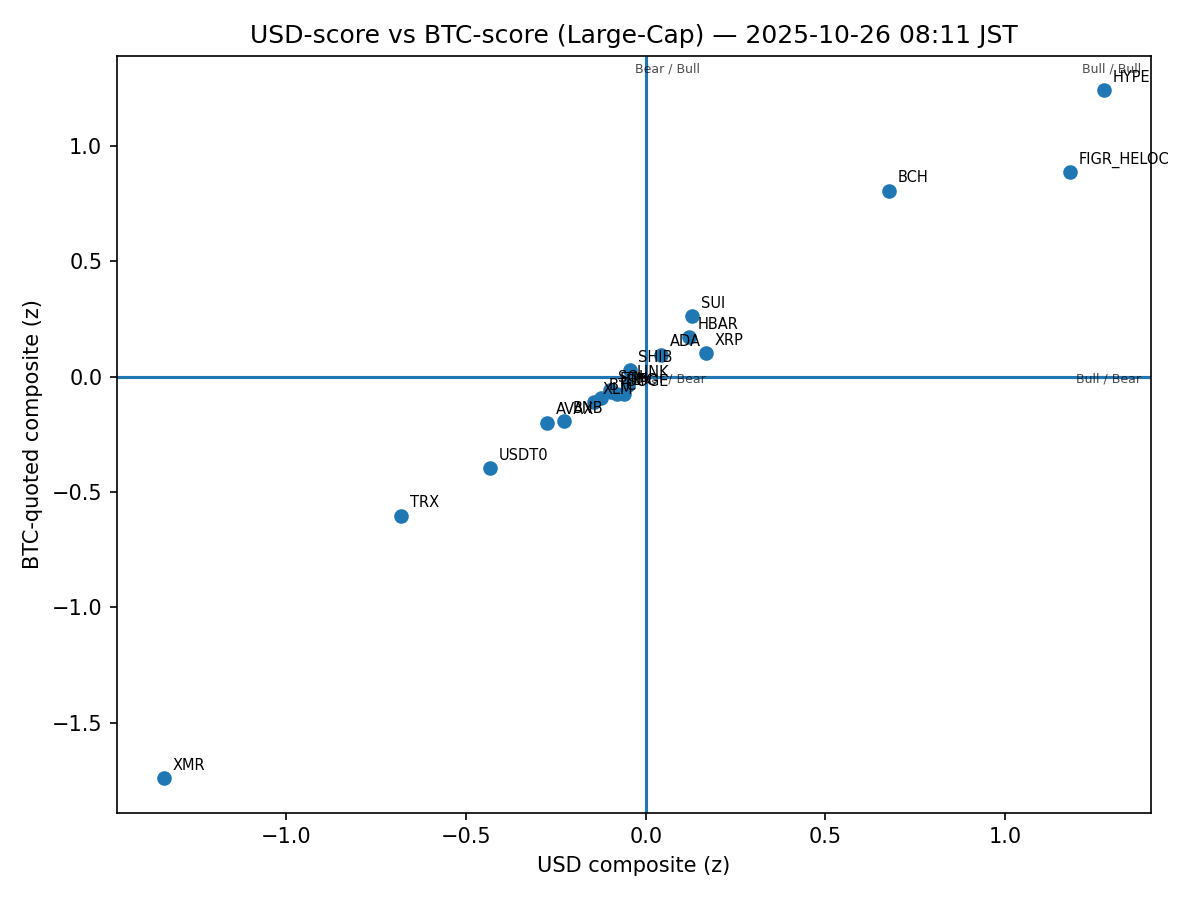 USD-score vs BTC-score (Large-Cap) — 2025-10-26 08:11 JST
Bear / Bull
Bull / Bull
HYPE
FIGR_HELOC
BCH
SUI
HBAR
XRP
ADA
SHIB
LINK
Bull / Bear
XLM
AVAX
BNB
USDT0
TRX
XMR
1.0
0.5
0.0
−0.5
−1.0
−1.5
−1.0
−0.5
0.0
0.5
1.0
USD composite (z)
BTC-quoted composite (z)